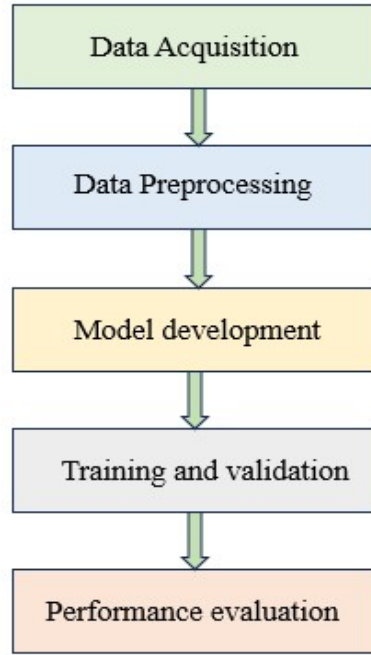 Data Acquisition
Data Preprocessing
Model development
Training and validation
Performance evaluation